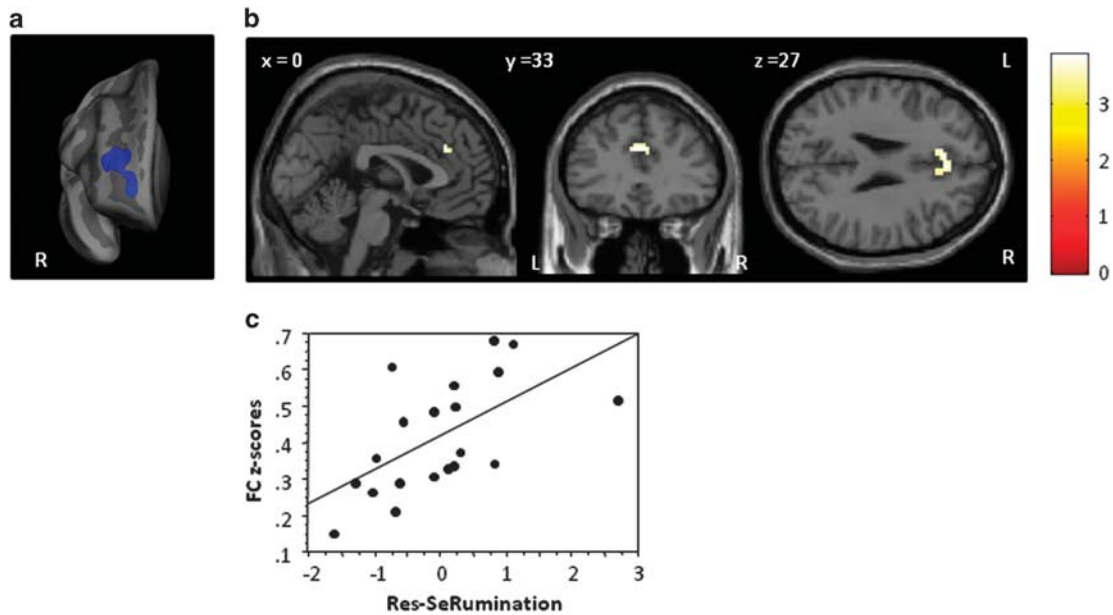 a
b
R
x = 0
y =33
z =27
L
L
R
R
3
2
1
0
c
.7
.6
.5
.4
.3
.2
.1
FC z-scores
-2 -1 0 1 2 3
Res-SeRumination